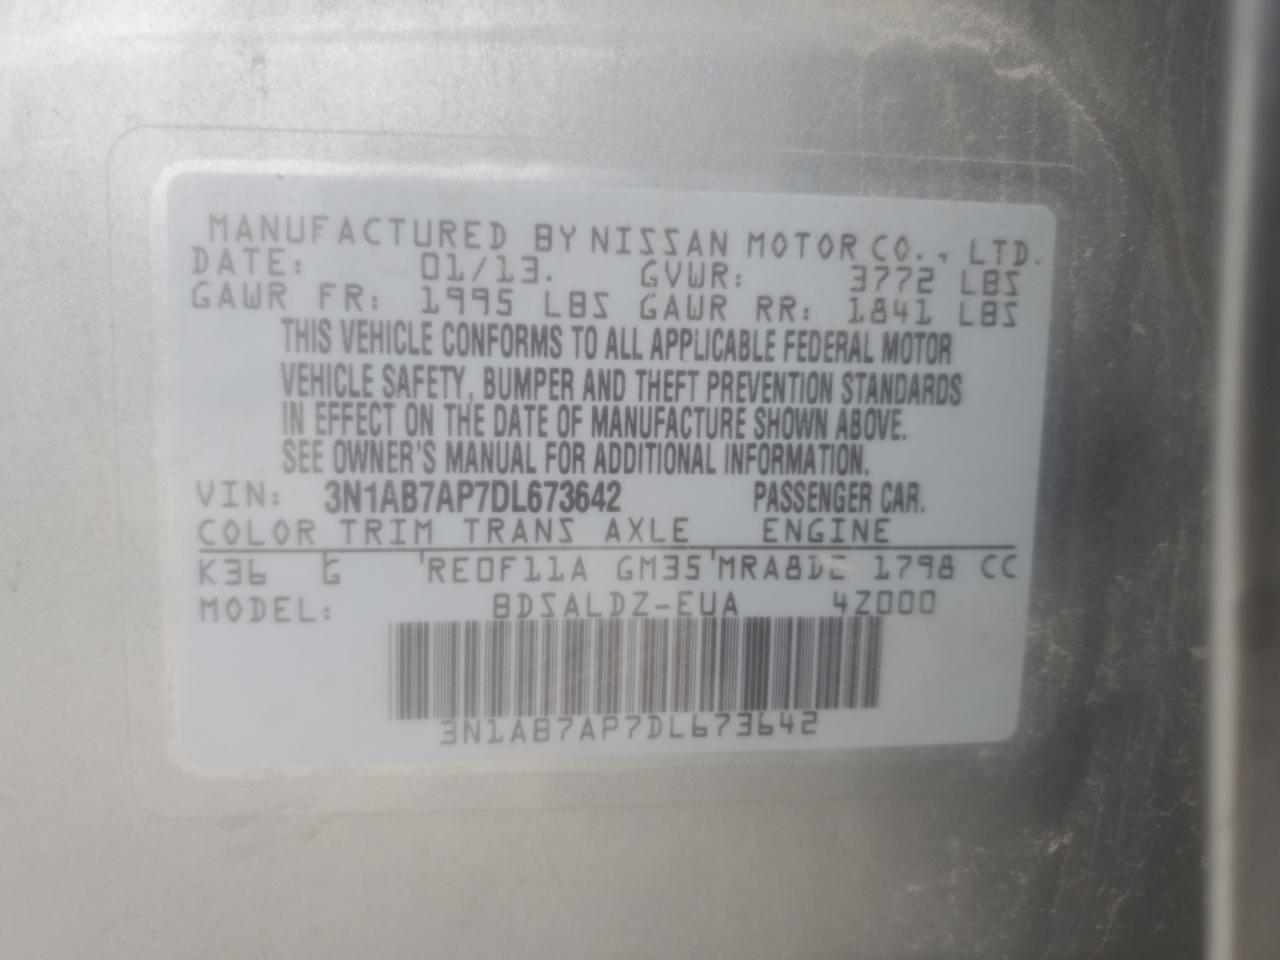 MANUFACTURED BY NISSAN MOTOR CO., LTD.
DATE: 01/13. GVWR: 3772 LBS
GAWR FR: 1995 LBS GAWR RR: 1841 LBS
THIS VEHICLE CONFORMS TO ALL APPLICABLE FEDERAL MOTOR
VEHICLE SAFETY, BUMPER AND THEFT PREVENTION STANDARDS
IN EFFECT ON THE DATE OF MANUFACTURE SHOWN ABOVE.
SEE OWNER'S MANUAL FOR ADDITIONAL INFORMATION.
VIN: 3N1AB7AP7DL673642 PASSENGER CAR.
COLOR TRIM TRANS AXLE ENGINE
K36 G 'RE0F11A GM35'MRA8DE 1798 CC
MODEL: BDSALDZ-EUA 4Z000
3N1AB7AP7DL673642